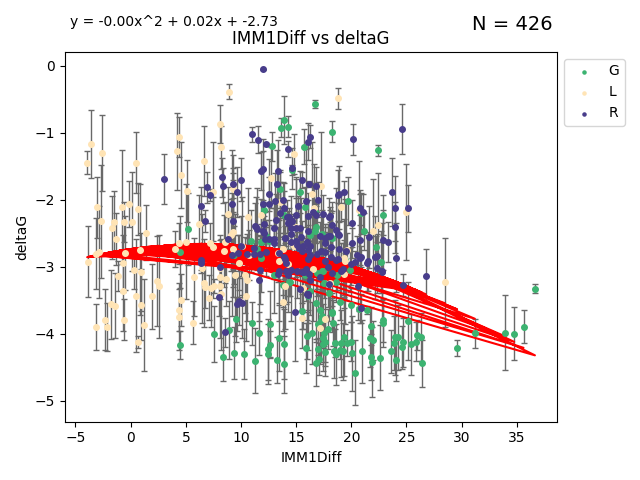 y = -0.00x^2 + 0.02x + -2.73
N = 426
IMM1Diff vs deltaG
G
L
R
deltaG
0
−1
−2
−3
−4
−5
−5 0 5 10 15 20 25 30 35
IMM1Diff